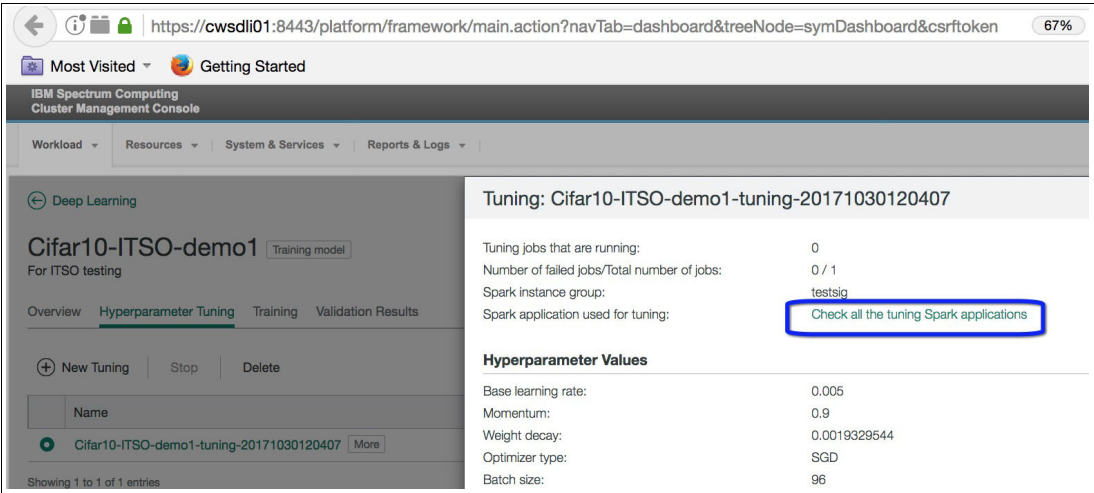 https://cwsdli01:8443/platform/framework/main.action?navTab=dashboard&treeNode=symDashboard&csrftoken 67%
Most Visited Getting Started
IBM Spectrum Computing
Cluster Management Console
Workload Resources System & Services Reports & Logs
Deep Learning
Cifar10-ITSO-demo1 Training model
For ITSO testing
Overview Hyperparameter Tuning Training Validation Results
New Tuning Stop Delete
Name
Cifar10-ITSO-demo1-tuning-20171030120407 More
Showing 1 to 1 of 1 entries
Tuning: Cifar10-ITSO-demo1-tuning-20171030120407
Tuning jobs that are running: 0
Number of failed jobs/Total number of jobs: 0 / 1
Spark instance group: testsig
Spark application used for tuning: Check all the tuning Spark applications
Hyperparameter Values
Base learning rate: 0.005
Momentum: 0.9
Weight decay: 0.0019329544
Optimizer type: SGD
Batch size: 96